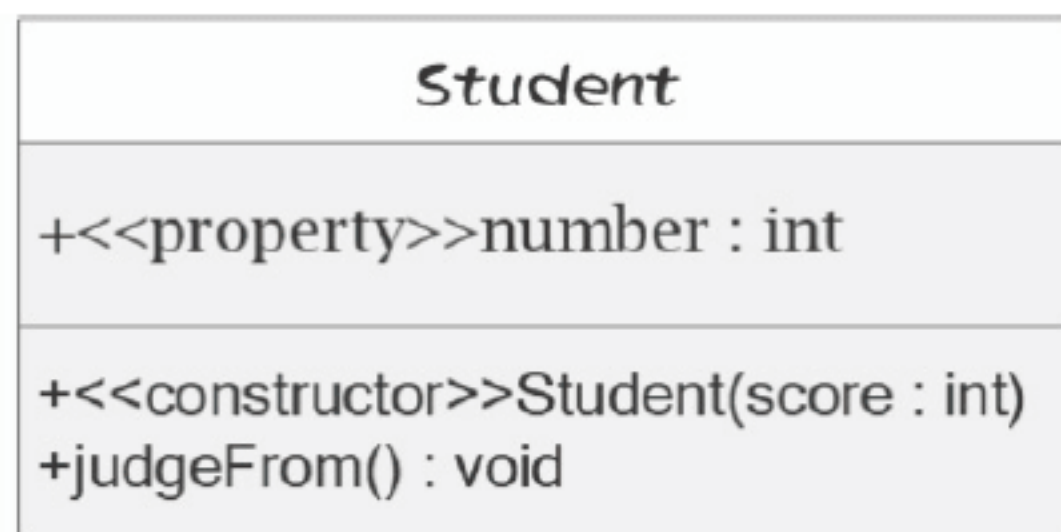 Student
+<<property>>number : int
+<<constructor>>Student(score : int)
+judgeFrom() : void